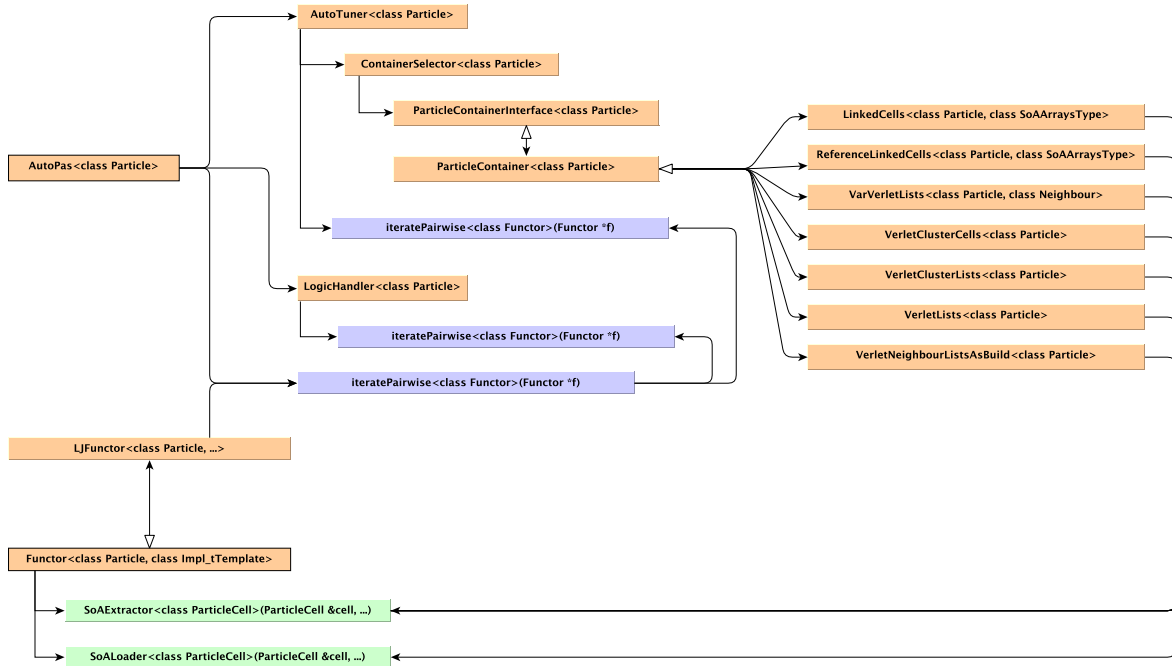 AutoTuner<class Particle>
ContainerSelector<class Particle>
ParticleContainerInterface<class Particle>
LinkedCells<class Particle, class SoAArraysType>
ReferenceLinkedCells<class Particle, class SoAArraysType>
AutoPas<class Particle>
ParticleContainer<class Particle>
VarVerletLists<class Particle, class Neighbour>
iteratePairwise<class Functor>(Functor *f)
VerletClusterCells<class Particle>
VerletClusterLists<class Particle>
LogicHandler<class Particle>
VerletLists<class Particle>
iteratePairwise<class Functor>(Functor *f)
VerletNeighbourListsAsBuild<class Particle>
iteratePairwise<class Functor>(Functor *f)
LJFunctor<class Particle, ...>
Functor<class Particle, class Impl_tTemplate>
SoAExtractor<class ParticleCell>(ParticleCell &cell, ...)
SoALoader<class ParticleCell>(ParticleCell &cell, ...)